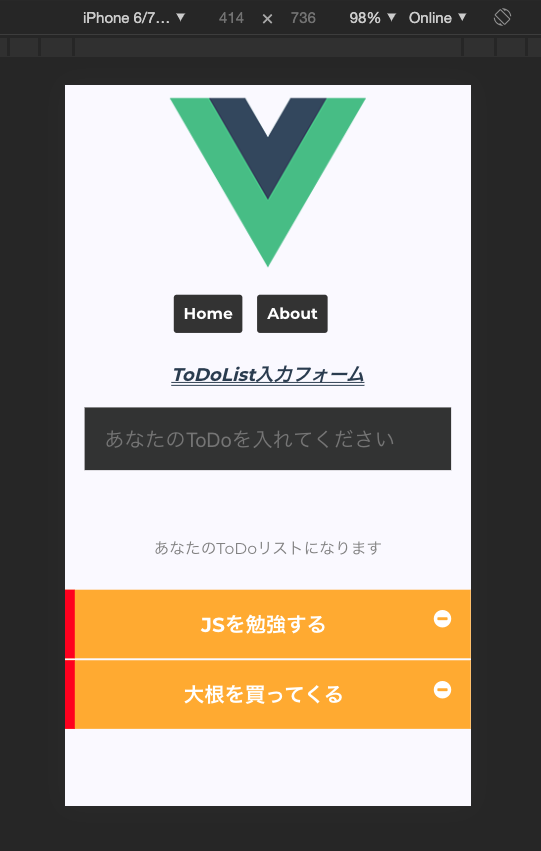 iPhone 6/7… ▼ 414 × 736 98% ▼ Online ▼
Home About
ToDoList入力フォーム
あなたのToDoを入れてください
あなたのToDoリストになります
JSを勉強する
大根を買ってくる